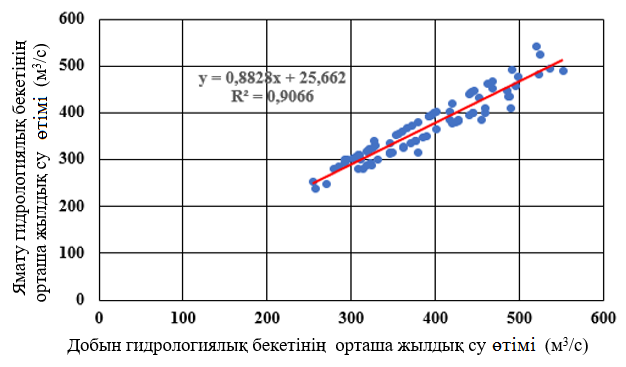 Ямату гидрологиялық бекетінің
орташа жылдық су өтімі (м³/с)
600
500
400
300
200
100
0
y = 0,8828x + 25,662
R² = 0,9066
0 100 200 300 400 500 600
Добын гидрологиялық бекетінің орташа жылдық су өтімі (м³/с)